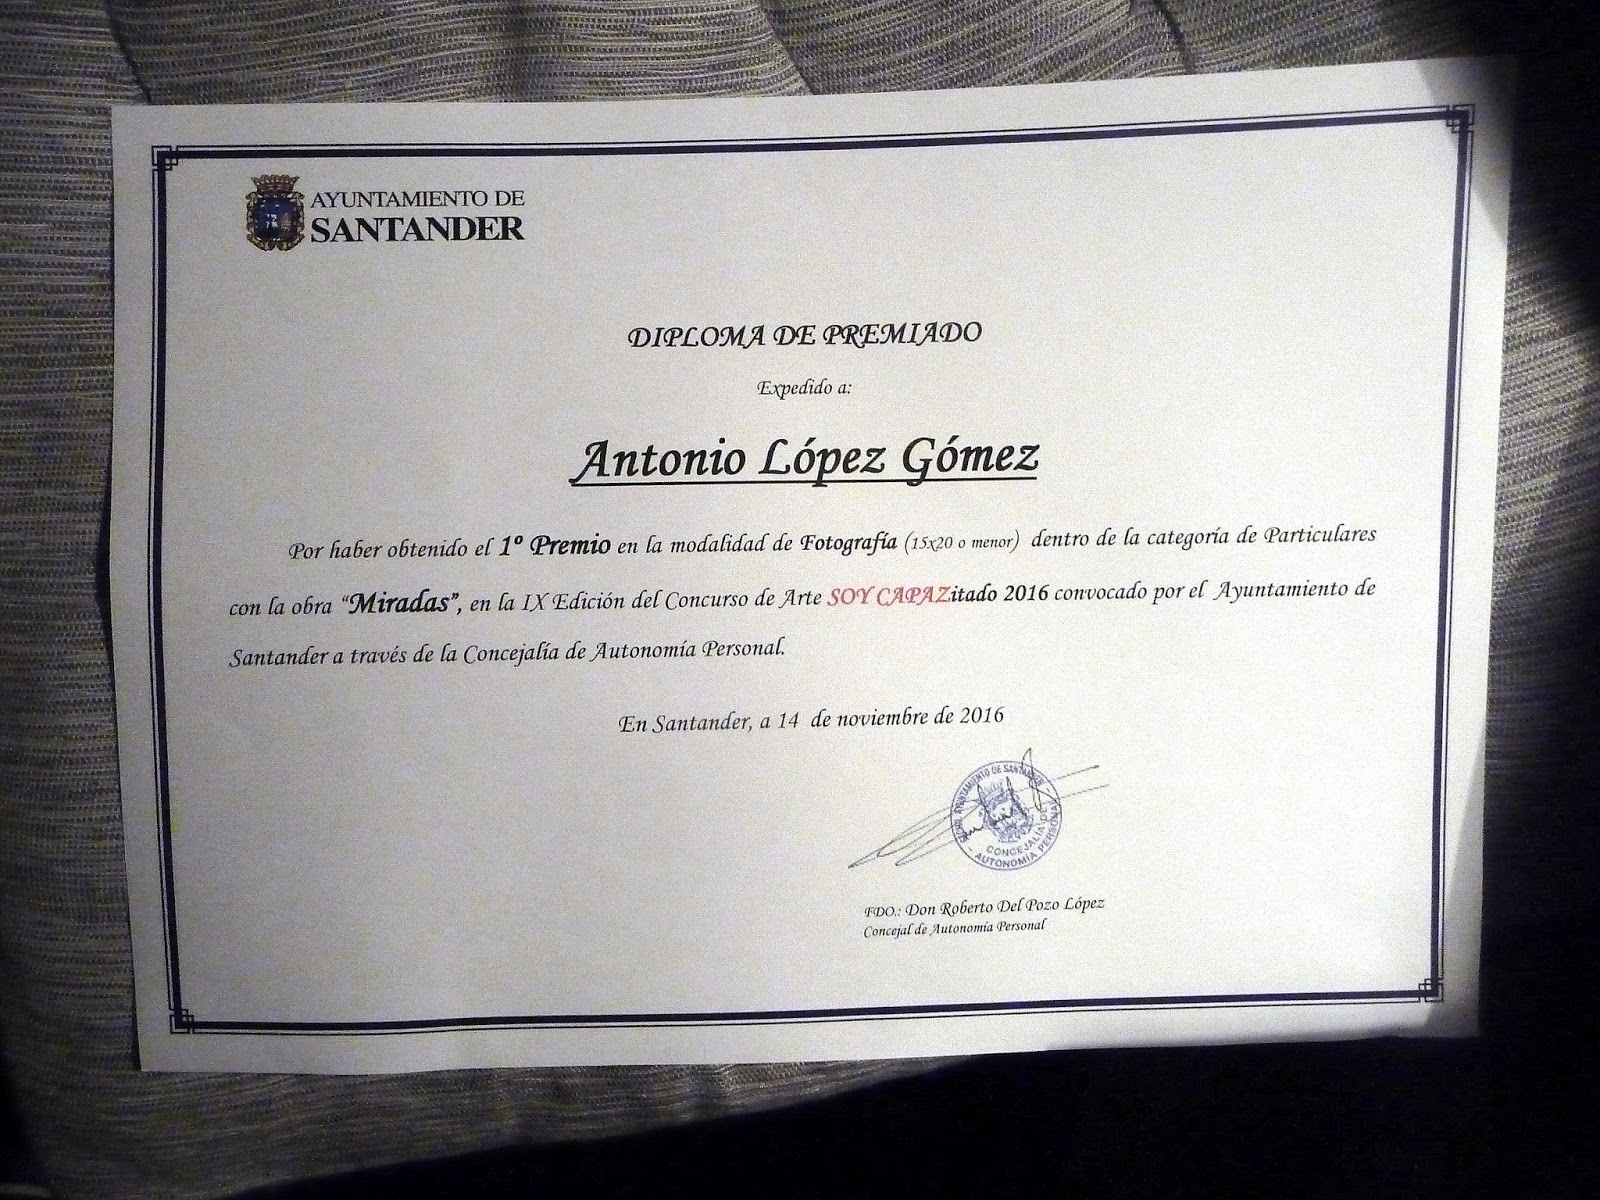 AYUNTAMIENTO DE
SANTANDER
DIPLOMA DE PREMIADO
Expedido a:
Antonio López Gómez
Por haber obtenido el 1º Premio en la modalidad de Fotografía (15x20 o menor) dentro de la categoría de Particulares
con la obra “Miradas”, en la IX Edición del Concurso de Arte SOY CAPAZitado 2016 convocado por el Ayuntamiento de
Santander a través de la Concejalía de Autonomía Personal.
En Santander, a 14 de noviembre de 2016
AYUNTAMIENTO DE SANTANDER
CONCEJALÍA DE
- AUTONOMÍA PERSONAL -
FDO.: Don Roberto Del Pozo López
Concejal de Autonomía Personal